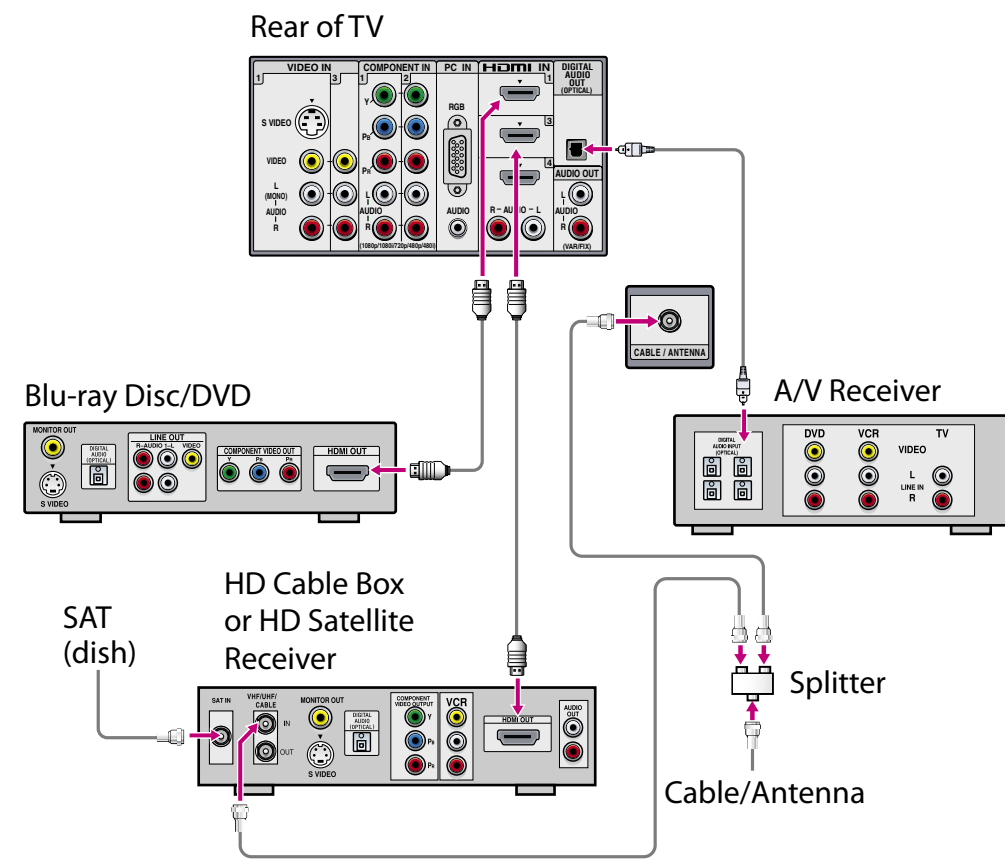 Rear of TV
VIDEO IN
1
3
COMPONENT IN
1
2
PC IN
HDMI IN
1
DIGITAL
AUDIO
OUT
(OPTICAL)
Y
S VIDEO
RGB
3
PB
VIDEO
PR
4
AUDIO OUT
L
(MONO)
AUDIO
R
L
AUDIO
R
AUDIO
R - AUDIO - L
L
AUDIO
R
(1080p/1080i/720p/480p/480i)
(VAR/FIX)
CABLE / ANTENNA
Blu-ray Disc/DVD
MONITOR OUT
S VIDEO
DIGITAL
AUDIO
(OPTICAL)
LINE OUT
R-AUDIO 1-L VIDEO
COMPONENT VIDEO OUT
Y PB PR
HDMI OUT
A/V Receiver
DIGITAL
AUDIO INPUT
(OPTICAL)
DVD VCR TV
VIDEO
L
LINE IN
R
HD Cable Box
or HD Satellite
Receiver
SAT
(dish)
Splitter
SAT IN
VHF/UHF/
CABLE
IN
OUT
MONITOR OUT
S VIDEO
DIGITAL
AUDIO
(OPTICAL)
COMPONENT
VIDEO OUTPUT
Y
PB
PR
VCR
HDMI OUT
AUDIO
OUT
Cable/Antenna